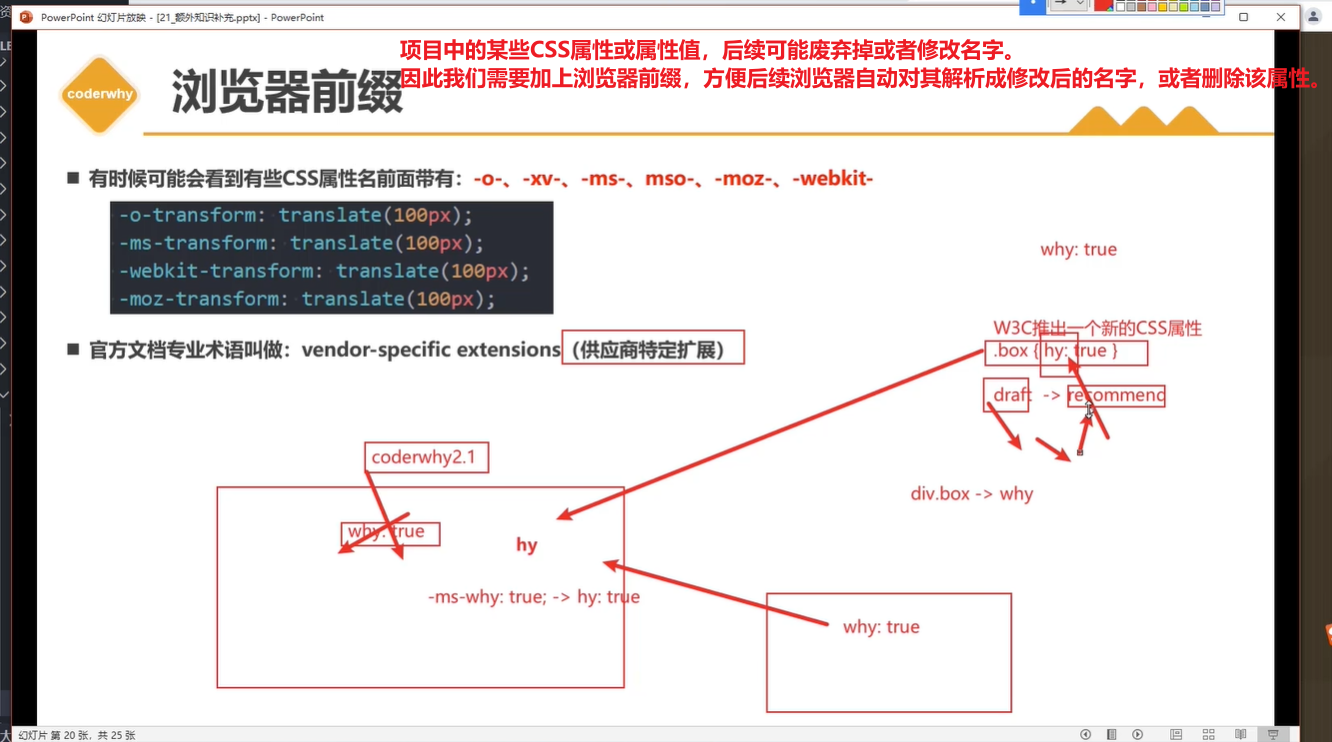 PowerPoint 幻灯片放映 - [21_额外知识补充.pptx] - PowerPoint
项目中的某些CSS属性或属性值，后续可能废弃掉或者修改名字。
因此我们需要加上浏览器前缀，方便后续浏览器自动对其解析成修改后的名字，或者删除该属性。
coderwhy
浏览器前缀
■ 有时候可能会看到有些CSS属性名前面带有：-o-、-xv-、-ms-、mso-、-moz-、-webkit-
-o-transform: translate(100px);
-ms-transform: translate(100px);
-webkit-transform: translate(100px);
-moz-transform: translate(100px);
why: true
W3C推出一个新的CSS属性
■ 官方文档专业术语叫做：vendor-specific extensions（供应商特定扩展）
.box { hy: true }
draft -> recommend
coderwhy2.1
div.box -> why
why: true
hy
-ms-why: true; -> hy: true
why: true
幻灯片 第 20 张，共 25 张